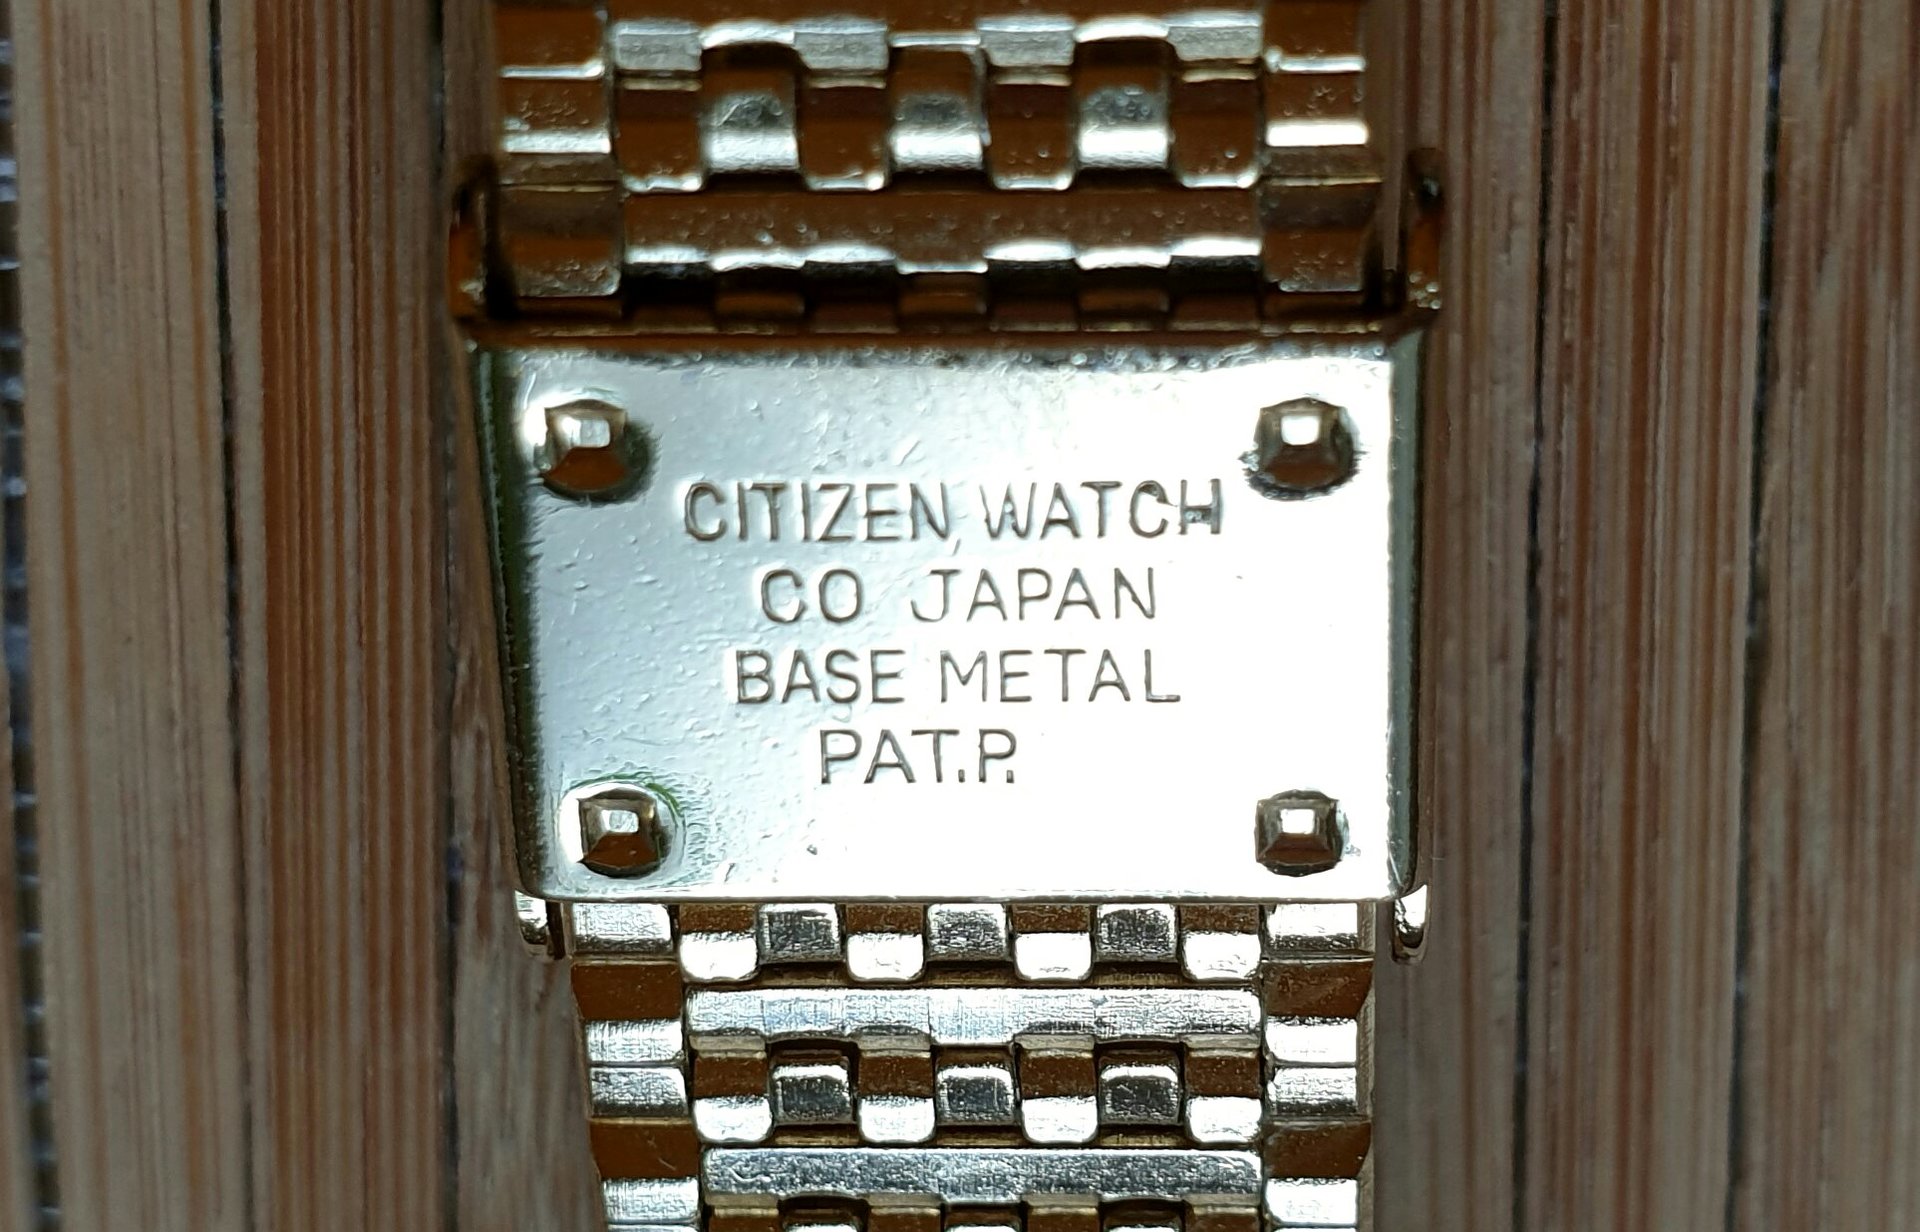 CITIZEN WATCH
CO JAPAN
BASE METAL
PAT.P.